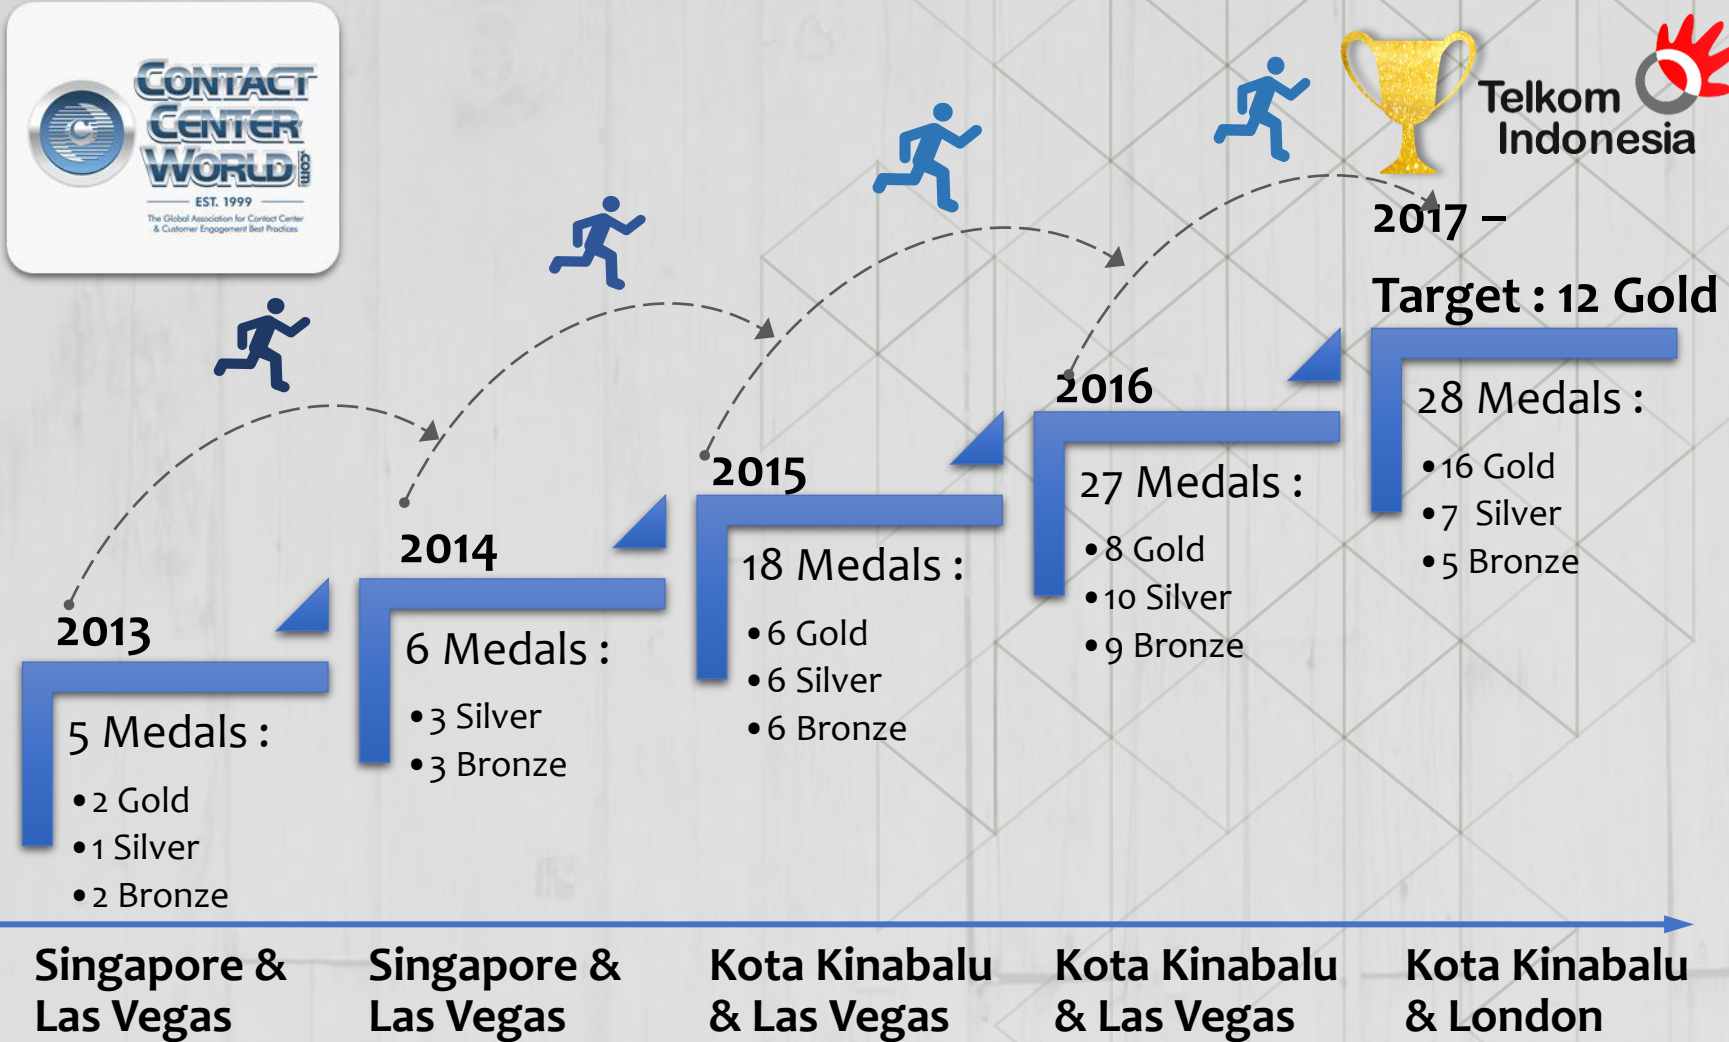 CONTACT
CENTER
WORLD.com
EST. 1999
The Global Association for Contact Center
& Customer Engagement Best Practices
Telkom
Indonesia
2017 –
Target : 12 Gold
28 Medals :
•16 Gold
•7 Silver
•5 Bronze
2016
27 Medals :
•8 Gold
•10 Silver
•9 Bronze
2015
18 Medals :
•6 Gold
•6 Silver
•6 Bronze
2014
6 Medals :
•3 Silver
•3 Bronze
2013
5 Medals :
•2 Gold
•1 Silver
•2 Bronze
Singapore &
Las Vegas
Singapore &
Las Vegas
Kota Kinabalu
& Las Vegas
Kota Kinabalu
& Las Vegas
Kota Kinabalu
& London